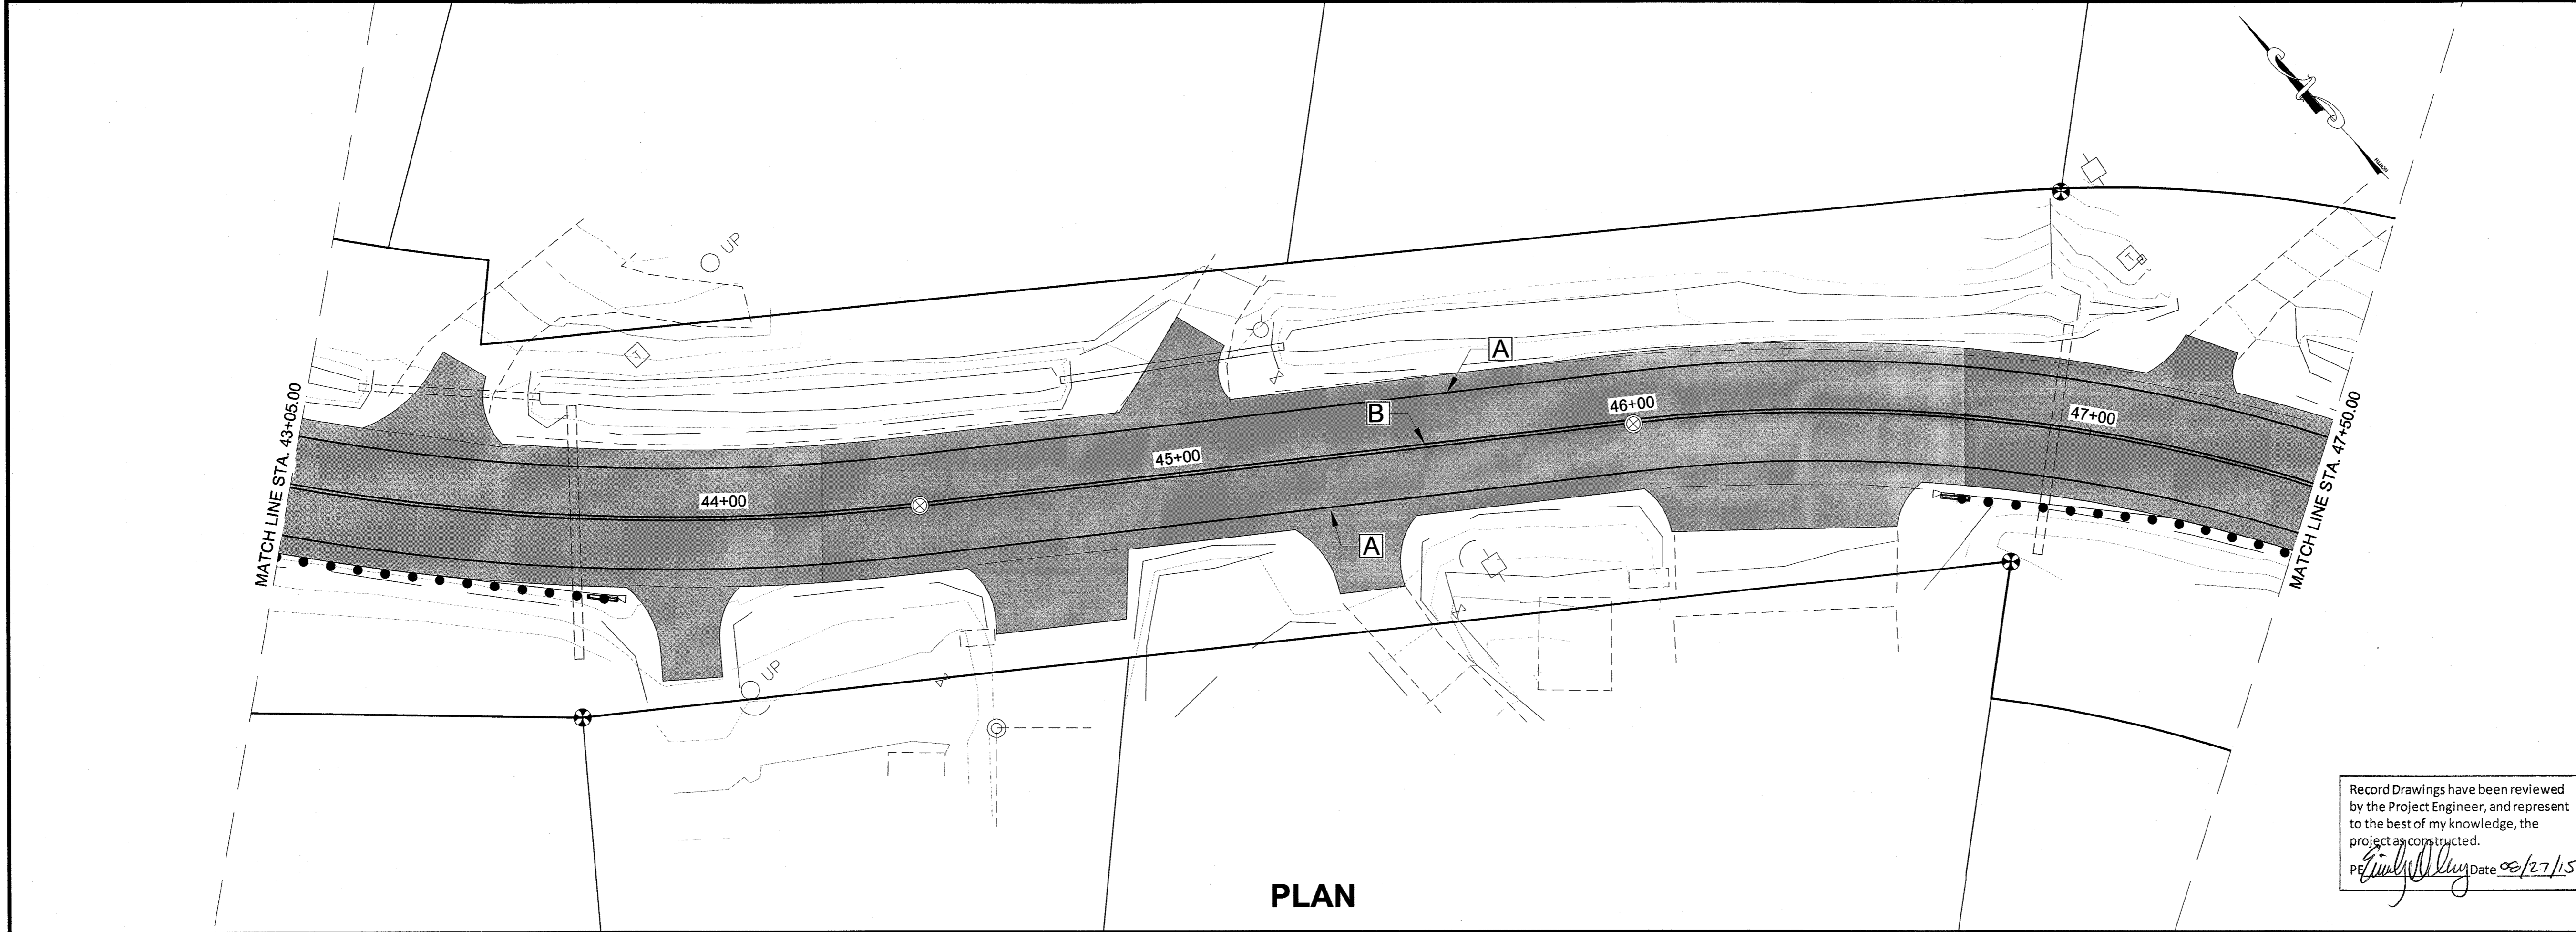 NORTH
UP
T
T
A
B
46+00
47+00
45+00
44+00
MATCH LINE STA. 43+05.00
MATCH LINE STA. 47+50.00
A
UP
Record Drawings have been reviewed
by the Project Engineer, and represent
to the best of my knowledge, the
project as constructed.
PE Date 08/27/15
PLAN